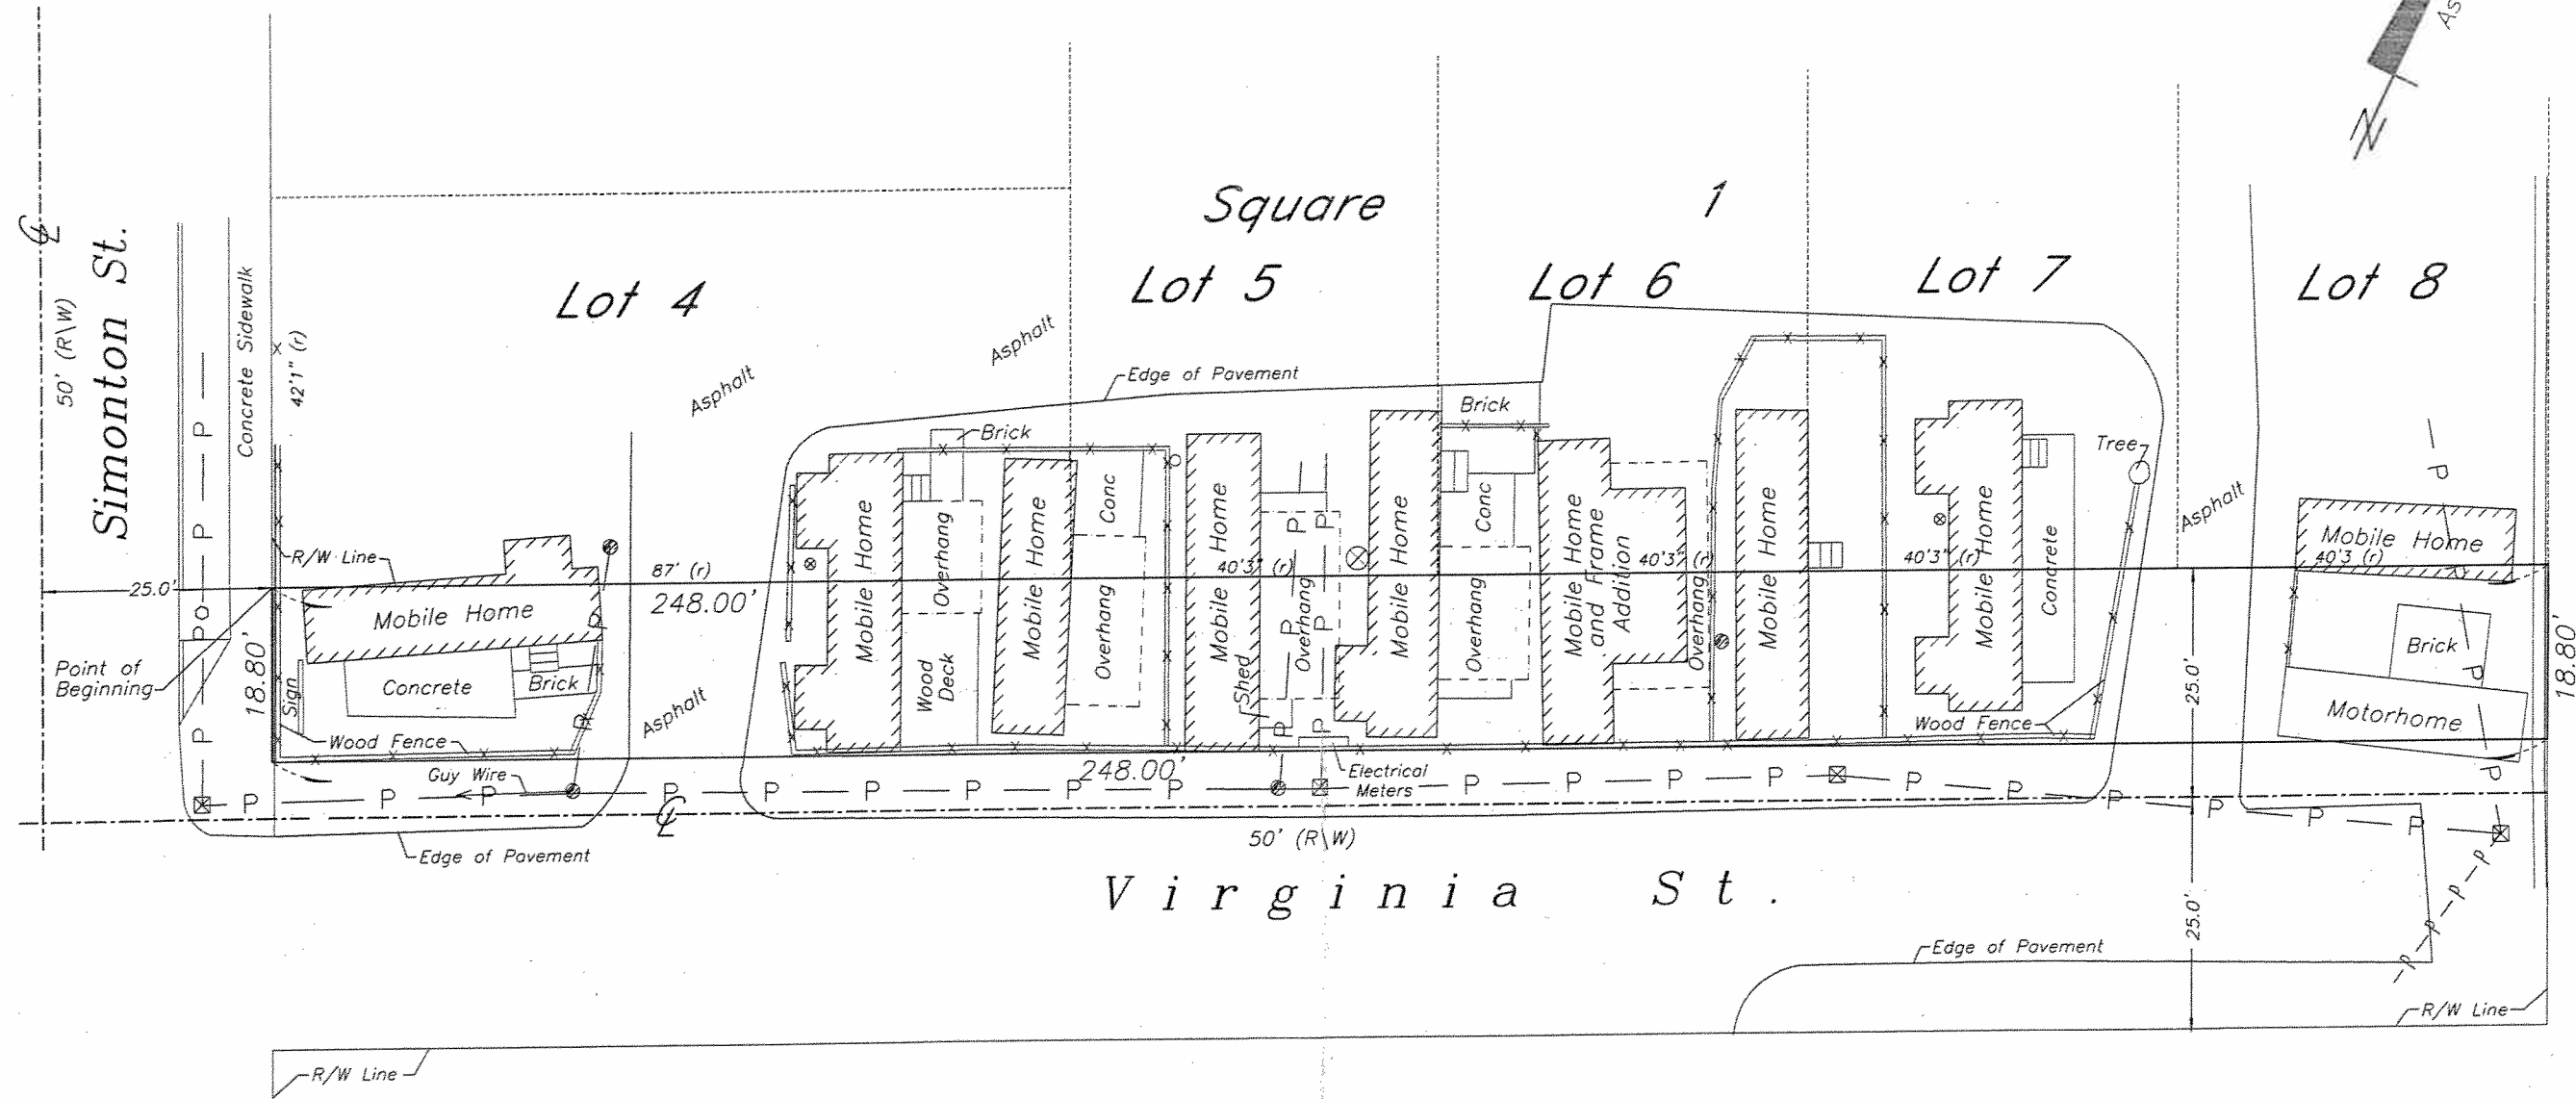 As
N
Square 1
Lot 4
Lot 5
Lot 6
Lot 7
Lot 8
Simonton St.
50' (R\W)
Concrete Sidewalk
42'1" (r)
Asphalt
Asphalt
Edge of Pavement
Brick
Brick
Tree
Asphalt
R/W Line
25.0'
87' (r)
248.00'
40'3" (r)
40'3" (r)
40'3" (r)
40'3 (r)
Mobile Home
Mobile Home
Overhang
Mobile Home
Conc
Overhang
Mobile Home
Overhang
Mobile Home
Conc
Overhang
Mobile Home
and Frame
Addition
Overhang
Mobile Home
Mobile Home
Concrete
Mobile Home
Point of
Beginning
18.80'
Sign
Concrete
Brick
Asphalt
Wood
Deck
Shed
Brick
Motorhome
18.80'
25.0'
Wood Fence
Wood Fence
Guy Wire
248.00'
Electrical
Meters
P P P P P P P P P P P P P P P P P
Edge of Pavement
50' (R\W)
Virginia St.
25.0'
Edge of Pavement
R/W Line
R/W Line